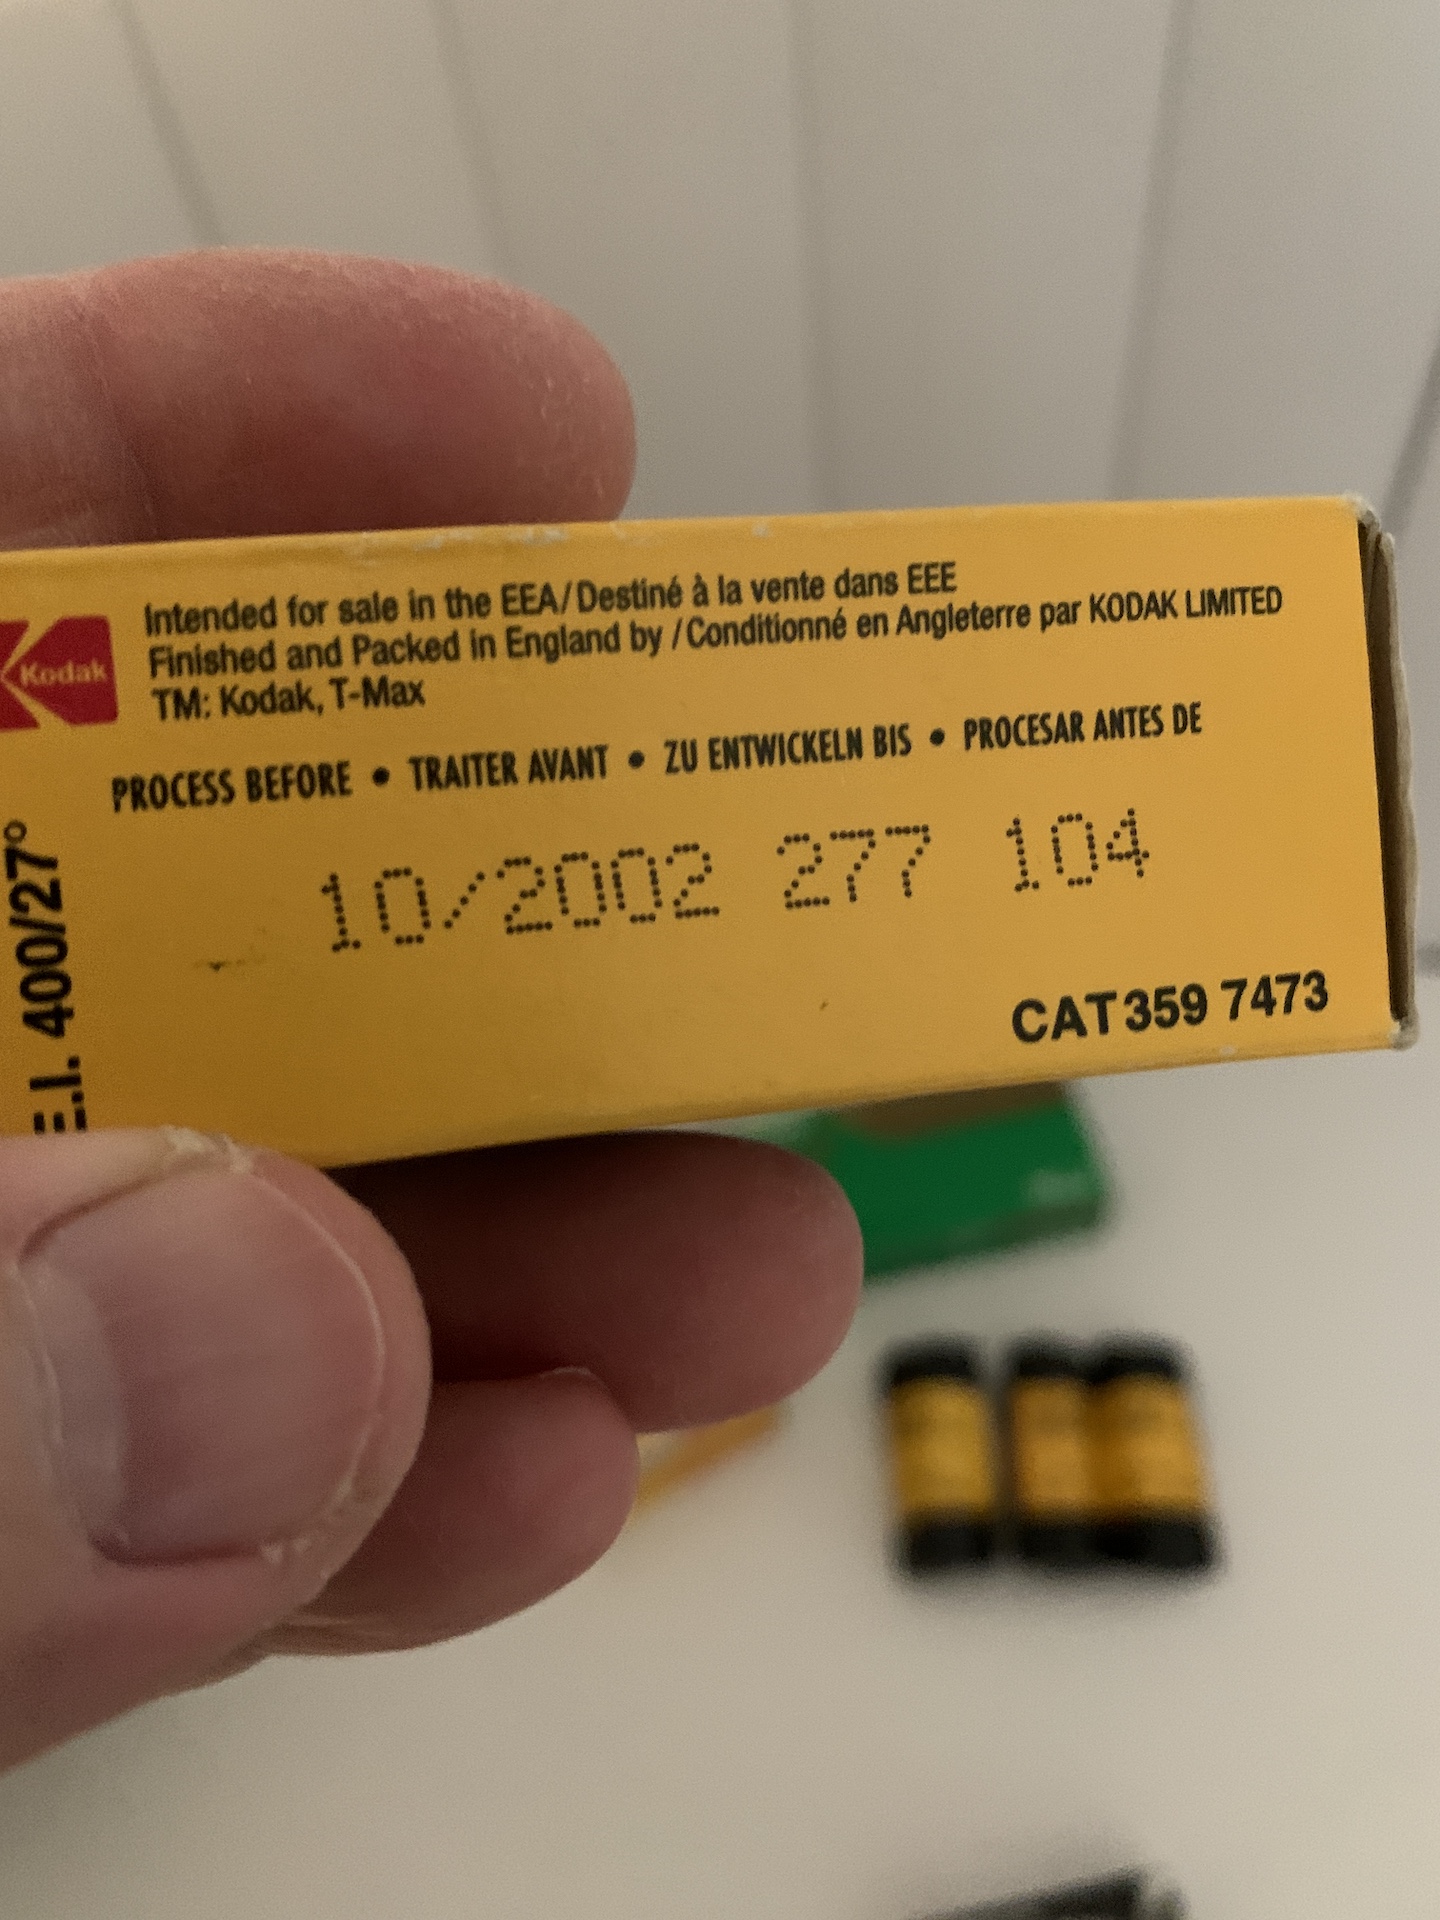 Kodak
Intended for sale in the EEA/Destiné à la vente dans EEE
Finished and Packed in England by /Conditionné en Angleterre par KODAK LIMITED
TM: Kodak, T-Max
PROCESS BEFORE • TRAITER AVANT • ZU ENTWICKELN BIS • PROCESAR ANTES DE
10/2002 277 104
CAT 359 7473
E.I. 400/27°